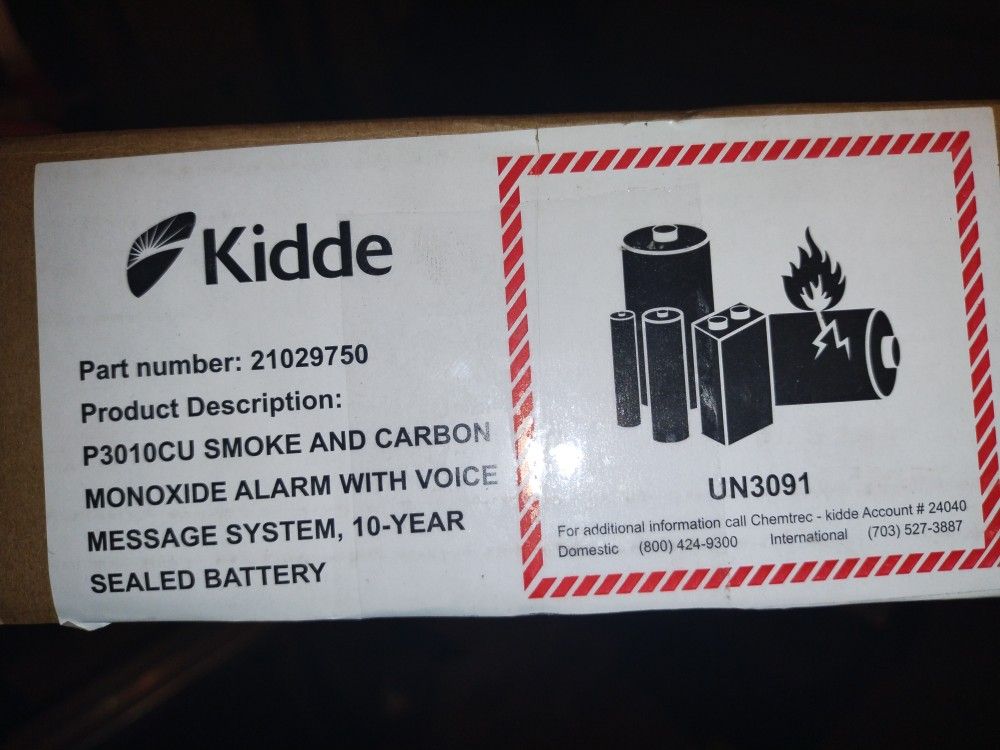 Kidde
Part number: 21029750
Product Description:
P3010CU SMOKE AND CARBON
MONOXIDE ALARM WITH VOICE
MESSAGE SYSTEM, 10-YEAR
SEALED BATTERY
UN3091
For additional information call Chemtrec - kidde Account # 24040
Domestic (800) 424-9300 International (703) 527-3887